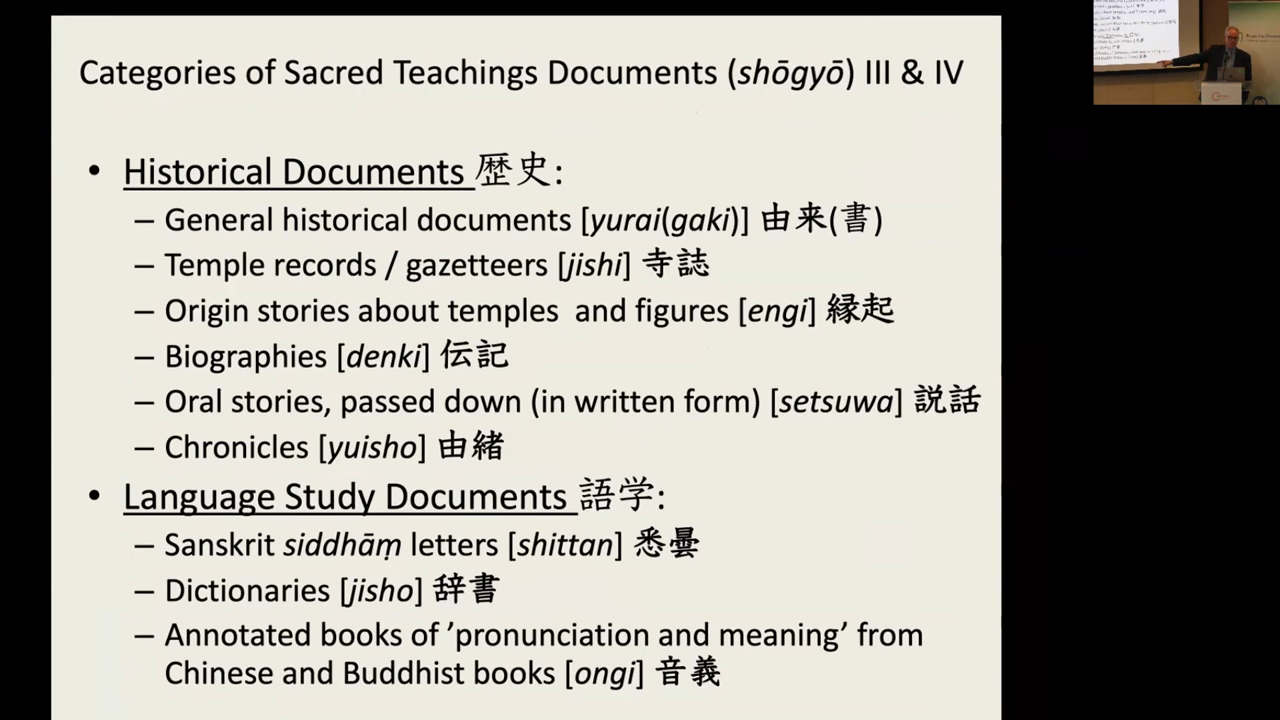 Categories of Sacred Teachings Documents (shōgyō) III & IV
• Historical Documents 歴史:
– General historical documents [yurai(gaki)] 由来(書)
– Temple records / gazetteers [jishi] 寺誌
– Origin stories about temples and figures [engi] 縁起
– Biographies [denki] 伝記
– Oral stories, passed down (in written form) [setsuwa] 説話
– Chronicles [yuisho] 由緒
• Language Study Documents 語学:
– Sanskrit siddhāṃ letters [shittan] 悉曇
– Dictionaries [jisho] 辞書
– Annotated books of ’pronunciation and meaning’ from
Chinese and Buddhist books [ongi] 音義